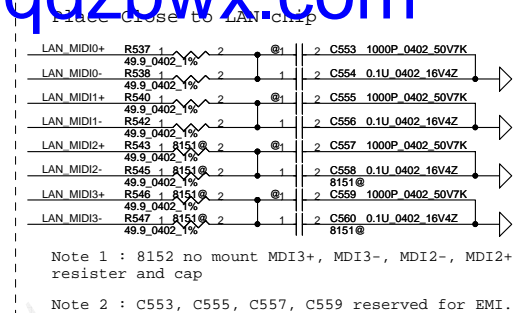 qdzbwx.com
Place Close to LAN chip
LAN_MIDI0+ R537 1 2 @ 1 2 C553 1000P_0402_50V7K
49.9_0402_1%
LAN_MIDI0- R538 1 2 1 2 C554 0.1U_0402_16V4Z
49.9_0402_1%
LAN_MIDI1+ R540 1 2 @ 1 2 C555 1000P_0402_50V7K
49.9_0402_1%
LAN_MIDI1- R542 1 2 1 2 C556 0.1U_0402_16V4Z
49.9_0402_1%
LAN_MIDI2+ R543 1 8151@ 2 @ 1 2 C557 1000P_0402_50V7K
49.9_0402_1%
LAN_MIDI2- R545 1 8151@ 2 1 2 C558 0.1U_0402_16V4Z
49.9_0402_1% 8151@
LAN_MIDI3+ R546 1 8151@ 2 @ 1 2 C559 1000P_0402_50V7K
49.9_0402_1%
LAN_MIDI3- R547 1 8151@ 2 1 2 C560 0.1U_0402_16V4Z
49.9_0402_1% 8151@
Note 1 : 8152 no mount MDI3+, MDI3-, MDI2-, MDI2+
resister and cap
Note 2 : C553, C555, C557, C559 reserved for EMI.